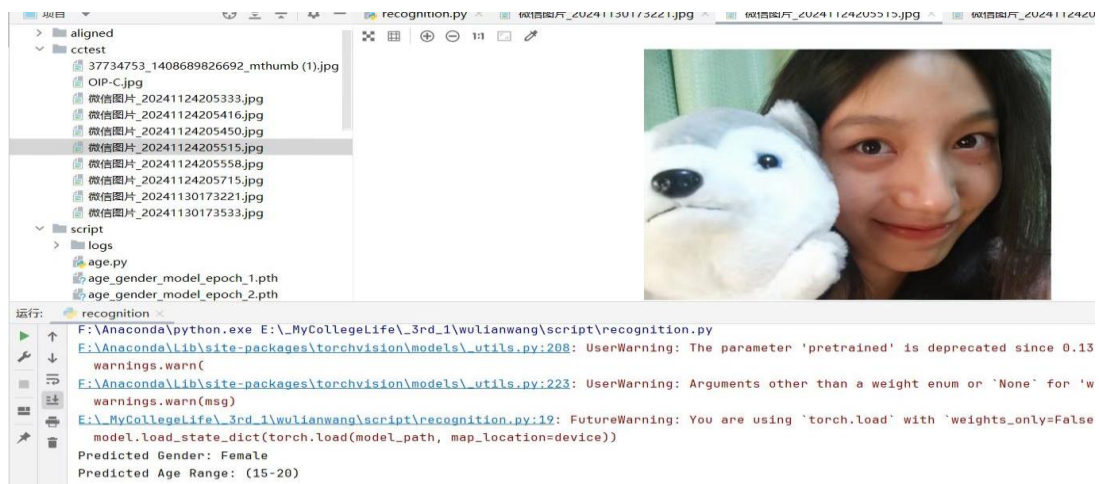 项目
recognition.py × 微信图片_20241130173221.jpg × 微信图片_20241124205515.jpg × 微信图片_202411242
aligned
cctest
37734753_1408689826692_mthumb (1).jpg
OIP-C.jpg
微信图片_20241124205333.jpg
微信图片_20241124205416.jpg
微信图片_20241124205450.jpg
微信图片_20241124205515.jpg
微信图片_20241124205558.jpg
微信图片_20241124205715.jpg
微信图片_20241130173221.jpg
微信图片_20241130173533.jpg
script
logs
age.py
age_gender_model_epoch_1.pth
age_gender_model_epoch_2.pth
1:1
运行: recognition ×
F:\Anaconda\python.exe E:\_MyCollegeLife\_3rd_1\wulianwang\script\recognition.py
F:\Anaconda\Lib\site-packages\torchvision\models\_utils.py:208: UserWarning: The parameter 'pretrained' is deprecated since 0.13
warnings.warn(
F:\Anaconda\Lib\site-packages\torchvision\models\_utils.py:223: UserWarning: Arguments other than a weight enum or `None` for 'w
warnings.warn(msg)
E:\_MyCollegeLife\_3rd_1\wulianwang\script\recognition.py:19: FutureWarning: You are using `torch.load` with `weights_only=False
model.load_state_dict(torch.load(model_path, map_location=device))
Predicted Gender: Female
Predicted Age Range: (15-20)